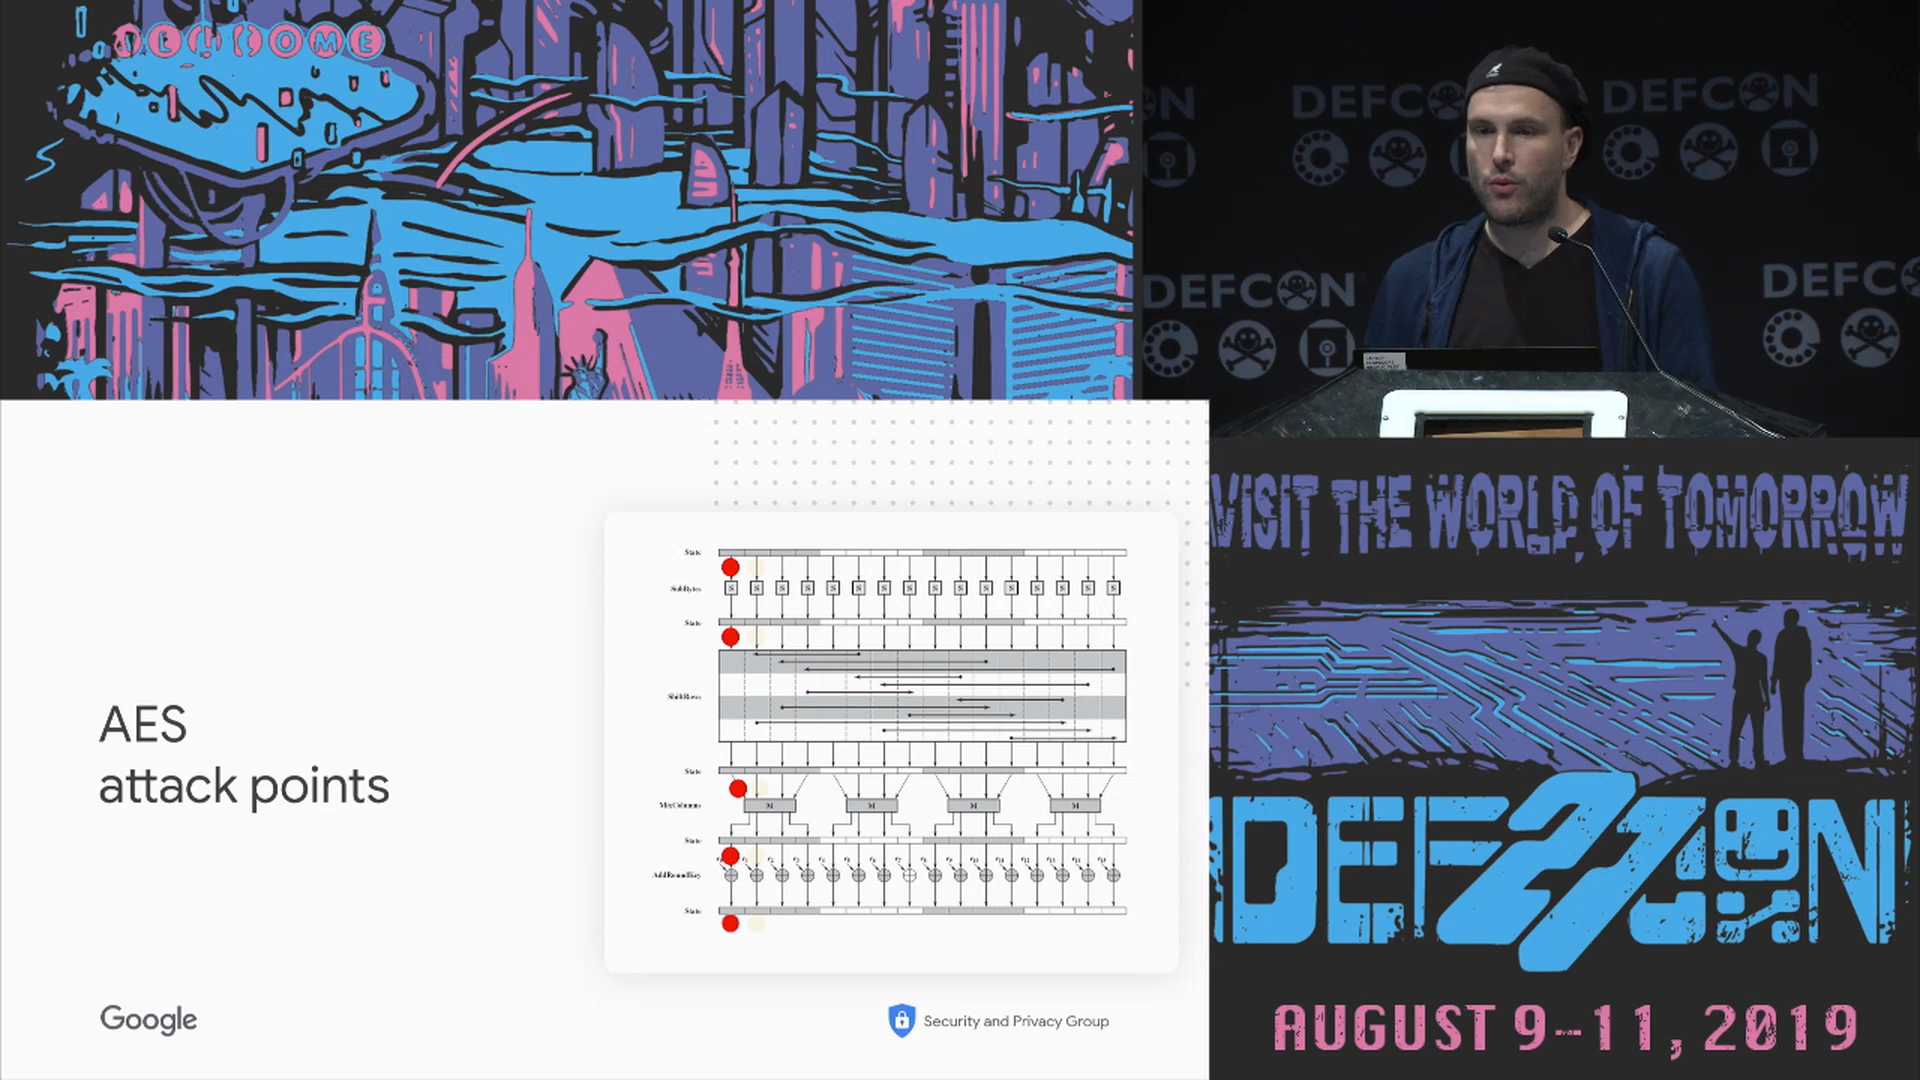 WELCOME
DEFCON
DEFCON
DEFCON
VISIT THE WORLD OF TOMORROW
State
SubBytes
State
ShiftRows
State
MixColumns
M M M M
State
AddRoundKey
State
AES
attack points
Google
Security and Privacy Group
DEF CON
27
AUGUST 9-11, 2019